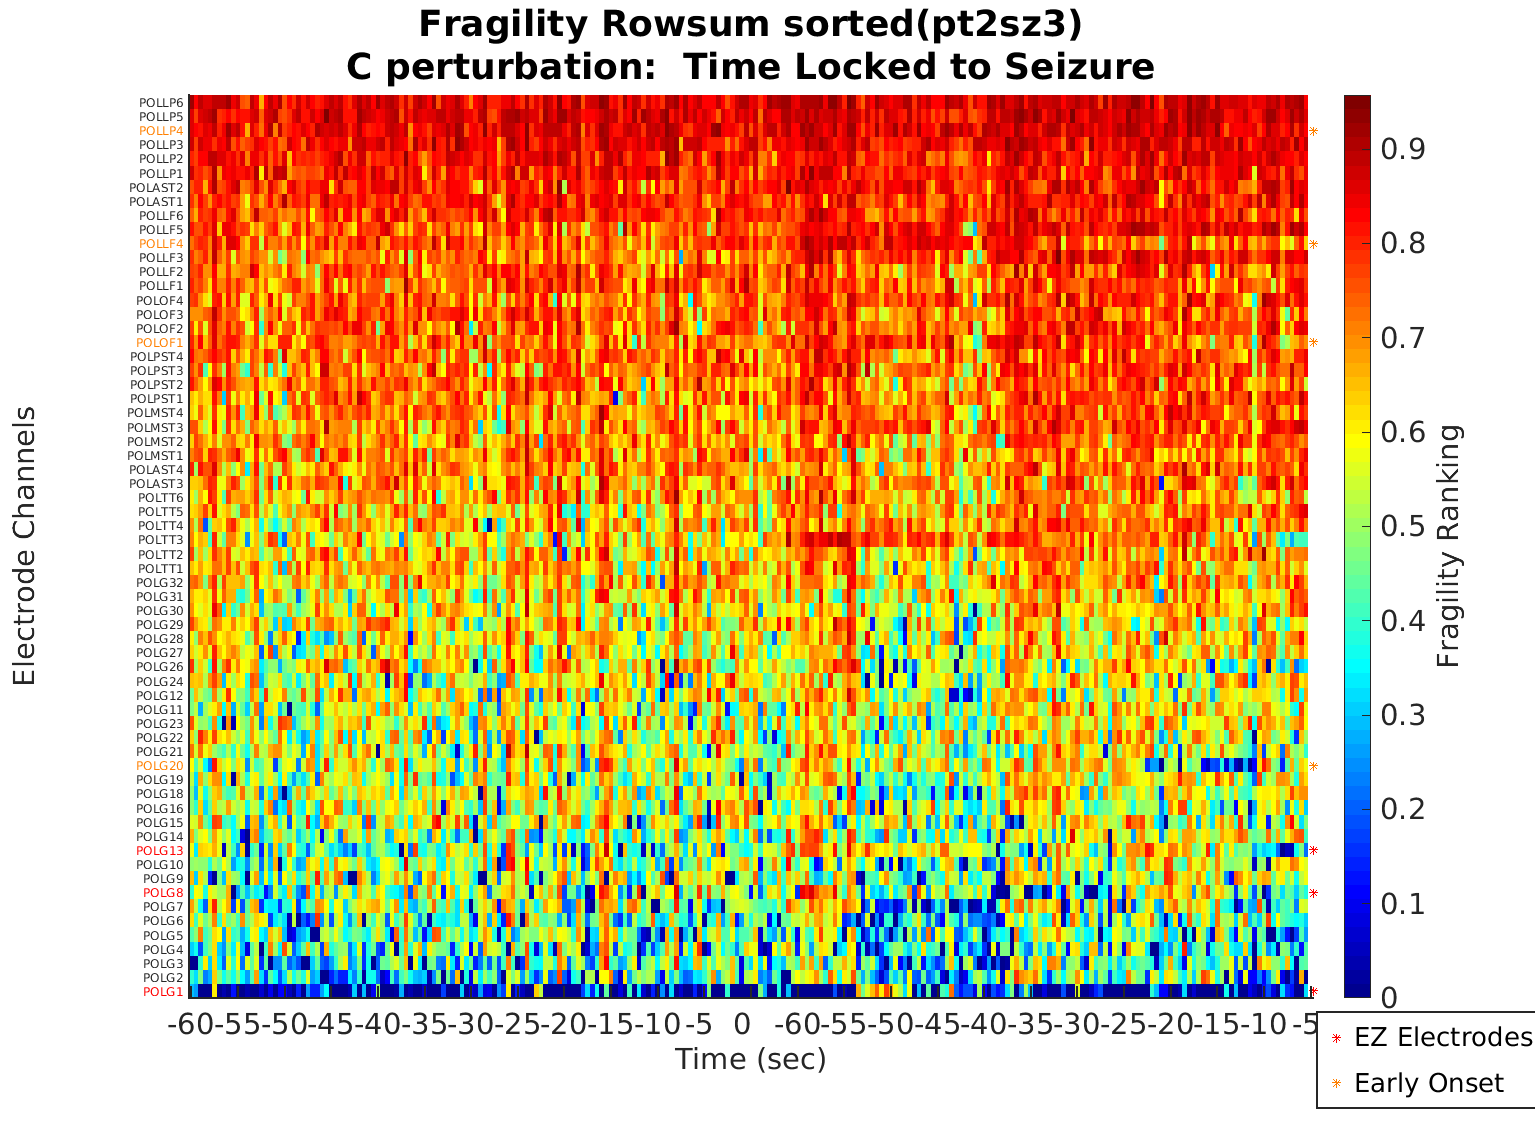 Fragility Rowsum sorted(pt2sz3)
C perturbation:  Time Locked to Seizure
Electrode Channels
POLLP6
POLLP5
POLLP4
POLLP3
POLLP2
POLLP1
POLAST2
POLAST1
POLLF6
POLLF5
POLLF4
POLLF3
POLLF2
POLLF1
POLOF4
POLOF3
POLOF2
POLOF1
POLPST4
POLPST3
POLPST2
POLPST1
POLMST4
POLMST3
POLMST2
POLMST1
POLAST4
POLAST3
POLTT6
POLTT5
POLTT4
POLTT3
POLTT2
POLTT1
POLG32
POLG31
POLG30
POLG29
POLG28
POLG27
POLG26
POLG24
POLG12
POLG11
POLG23
POLG22
POLG21
POLG20
POLG19
POLG18
POLG16
POLG15
POLG14
POLG13
POLG10
POLG9
POLG8
POLG7
POLG6
POLG5
POLG4
POLG3
POLG2
POLG1
-60-55-50-45-40-35-30-25-20-15-10 -5 0 -60-55-50-45-40-35-30-25-20-15-10 -5
Time (sec)
0.9
0.8
0.7
0.6
0.5
0.4
0.3
0.2
0.1
0
Fragility Ranking
EZ Electrodes
Early Onset